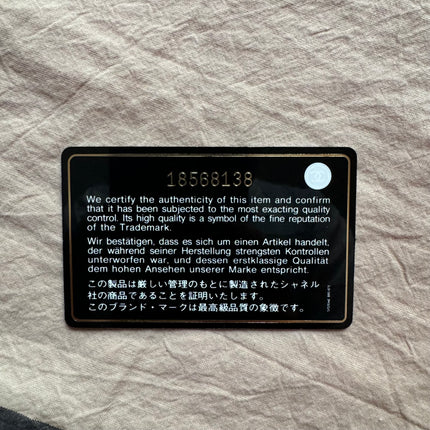 18568138
We certify the authenticity of this item and confirm
that it has been subjected to the most exacting quality
control. Its high quality is a symbol of the fine reputation
of the Trademark.
Wir bestätigen, dass es sich um einen Artikel handelt,
der während seiner Herstellung strengsten Kontrollen
unterworfen war, und dessen erstklassige Qualität
dem hohen Ansehen unserer Marke entspricht.
この製品は厳しい管理のもとに製造されたシャネル
社の商品であることを証明いたします。
このブランド・マークは最高級品質の象徴です。